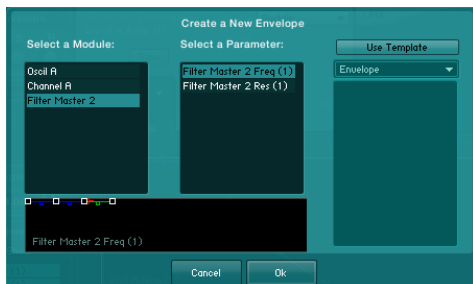 Create a New Envelope
Select a Module:
Select a Parameter:
Use Template
Oscil A
Channel A
Filter Master 2
Filter Master 2 Freq (1)
Filter Master 2 Res (1)
Envelope
Filter Master 2 Freq (1)
Cancel
Ok